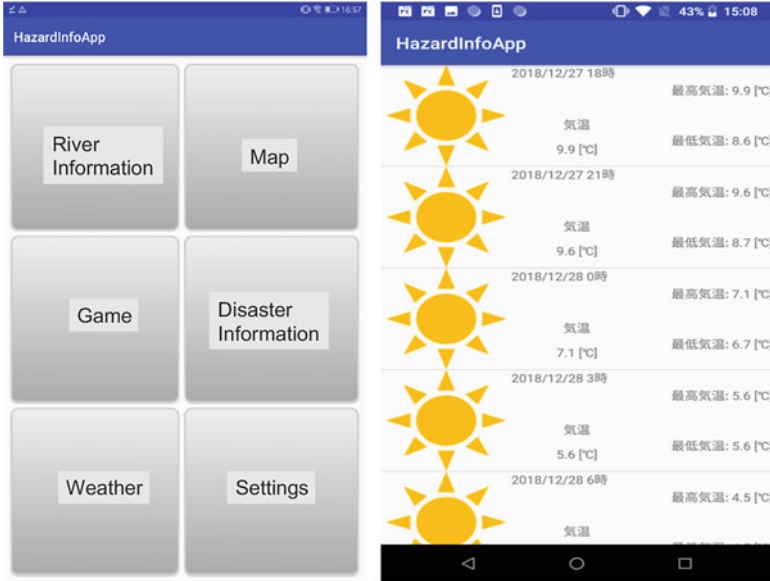 16:57
HazardInfoApp
River
Information
Map
Game
Disaster
Information
Weather
Settings
43% 15:08
HazardInfoApp
2018/12/27 18時
最高気温: 9.9 [℃]
気温
9.9 [℃]
最低気温: 8.6 [℃]
2018/12/27 21時
最高気温: 9.6 [℃]
気温
9.6 [℃]
最低気温: 8.7 [℃]
2018/12/28 0時
最高気温: 7.1 [℃]
気温
7.1 [℃]
最低気温: 6.7 [℃]
2018/12/28 3時
最高気温: 5.6 [℃]
気温
5.6 [℃]
最低気温: 5.6 [℃]
2018/12/28 6時
最高気温: 4.5 [℃]
気温